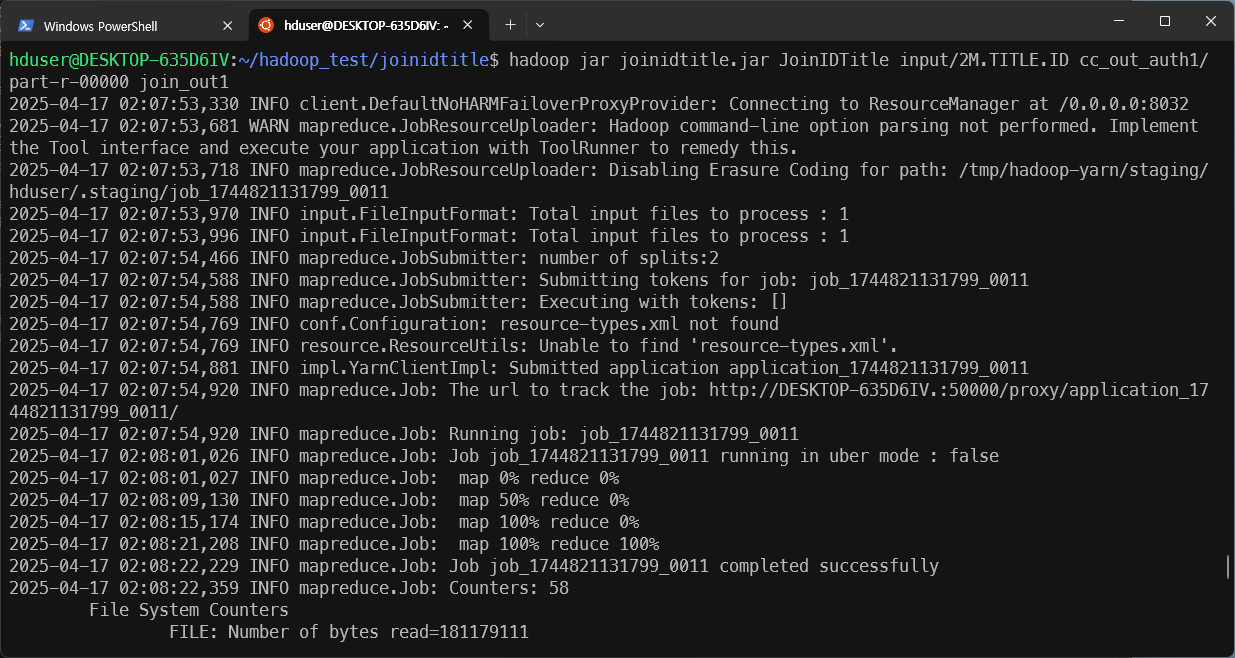 Windows PowerShell
hduser@DESKTOP-635D6IV: ~
hduser@DESKTOP-635D6IV:~/hadoop_test/joinidtitle$ hadoop jar joinidtitle.jar JoinIDTitle input/2M.TITLE.ID cc_out_auth1/
part-r-00000 join_out1
2025-04-17 02:07:53,330 INFO client.DefaultNoHARMFailoverProxyProvider: Connecting to ResourceManager at /0.0.0.0:8032
2025-04-17 02:07:53,681 WARN mapreduce.JobResourceUploader: Hadoop command-line option parsing not performed. Implement
the Tool interface and execute your application with ToolRunner to remedy this.
2025-04-17 02:07:53,718 INFO mapreduce.JobResourceUploader: Disabling Erasure Coding for path: /tmp/hadoop-yarn/staging/
hduser/.staging/job_1744821131799_0011
2025-04-17 02:07:53,970 INFO input.FileInputFormat: Total input files to process : 1
2025-04-17 02:07:53,996 INFO input.FileInputFormat: Total input files to process : 1
2025-04-17 02:07:54,466 INFO mapreduce.JobSubmitter: number of splits:2
2025-04-17 02:07:54,588 INFO mapreduce.JobSubmitter: Submitting tokens for job: job_1744821131799_0011
2025-04-17 02:07:54,588 INFO mapreduce.JobSubmitter: Executing with tokens: []
2025-04-17 02:07:54,769 INFO conf.Configuration: resource-types.xml not found
2025-04-17 02:07:54,769 INFO resource.ResourceUtils: Unable to find 'resource-types.xml'.
2025-04-17 02:07:54,881 INFO impl.YarnClientImpl: Submitted application application_1744821131799_0011
2025-04-17 02:07:54,920 INFO mapreduce.Job: The url to track the job: http://DESKTOP-635D6IV.:50000/proxy/application_17
44821131799_0011/
2025-04-17 02:07:54,920 INFO mapreduce.Job: Running job: job_1744821131799_0011
2025-04-17 02:08:01,026 INFO mapreduce.Job: Job job_1744821131799_0011 running in uber mode : false
2025-04-17 02:08:01,027 INFO mapreduce.Job:  map 0% reduce 0%
2025-04-17 02:08:09,130 INFO mapreduce.Job:  map 50% reduce 0%
2025-04-17 02:08:15,174 INFO mapreduce.Job:  map 100% reduce 0%
2025-04-17 02:08:21,208 INFO mapreduce.Job:  map 100% reduce 100%
2025-04-17 02:08:22,229 INFO mapreduce.Job: Job job_1744821131799_0011 completed successfully
2025-04-17 02:08:22,359 INFO mapreduce.Job: Counters: 58
File System Counters
FILE: Number of bytes read=181179111